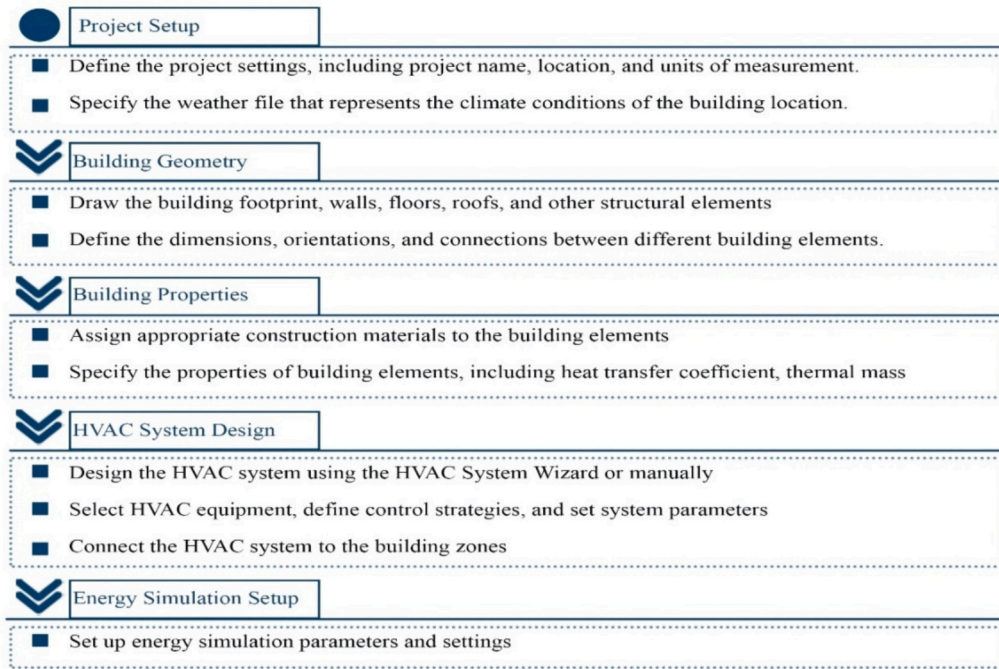 Project Setup
Define the project settings, including project name, location, and units of measurement.
Specify the weather file that represents the climate conditions of the building location.
Building Geometry
Draw the building footprint, walls, floors, roofs, and other structural elements
Define the dimensions, orientations, and connections between different building elements.
Building Properties
Assign appropriate construction materials to the building elements
Specify the properties of building elements, including heat transfer coefficient, thermal mass
HVAC System Design
Design the HVAC system using the HVAC System Wizard or manually
Select HVAC equipment, define control strategies, and set system parameters
Connect the HVAC system to the building zones
Energy Simulation Setup
Set up energy simulation parameters and settings